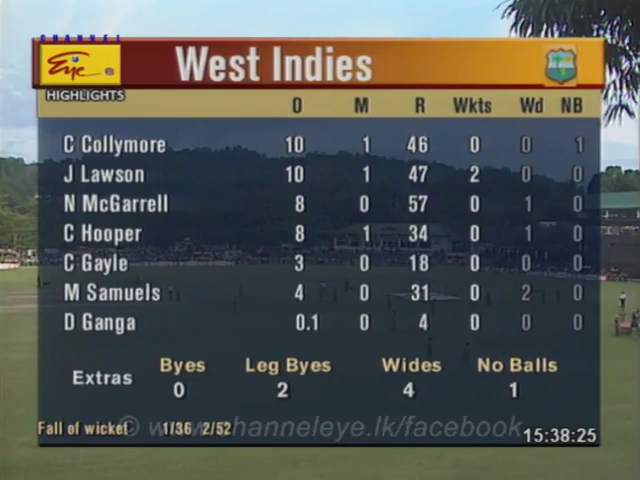 CHANNEL
Eye
HIGHLIGHTS
West Indies
O M R Wkts Wd NB
C Collymore 10 1 46 0 0 1
J Lawson 10 1 47 2 0 0
N McGarrell 8 0 57 0 1 0
C Hooper 8 1 34 0 1 0
C Gayle 3 0 18 0 0 0
M Samuels 4 0 31 0 2 0
D Ganga 0.1 0 4 0 0 0
Byes Leg Byes Wides No Balls
Extras 0 2 4 1
Fall of wicket 1/36 2/52
© www.channeleye.lk/facebook
15:38:25